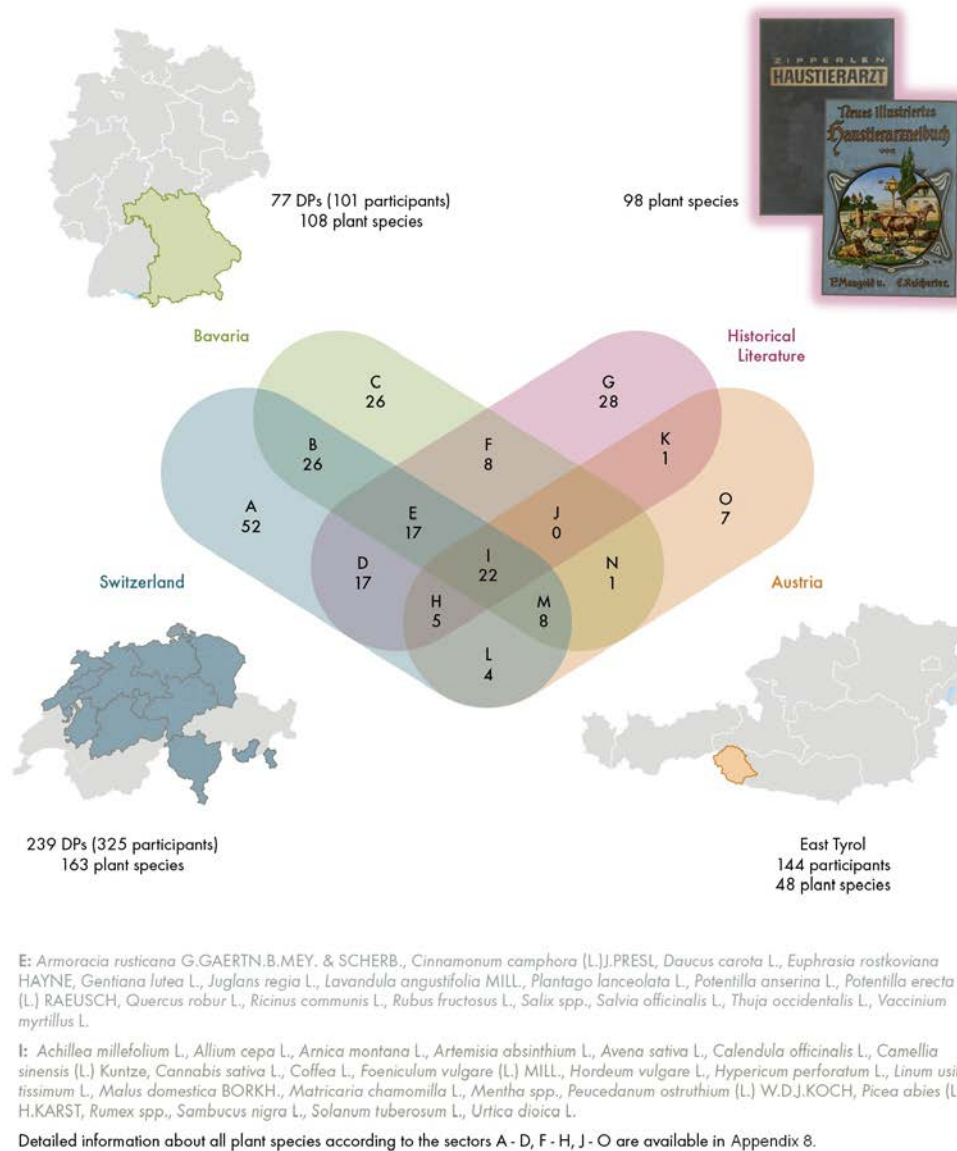 ZIPPERLEN
HAUSTIERARZT
Neues illustriertes
Haustierarzneibuch
von
P. Mangold u. C. Reicherter.
77 DPs (101 participants)
108 plant species
98 plant species
Bavaria
Historical
Literature
C
26
G
28
B
26
F
8
K
1
A
52
E
17
J
0
O
7
D
17
I
22
N
1
Switzerland
Austria
H
5
M
8
L
4
239 DPs (325 participants)
163 plant species
East Tyrol
144 participants
48 plant species
E: Armoracia rusticana G.GAERTN.B.MEY. & SCHERB., Cinnamonum camphora (L.)J.PRESL, Daucus carota L., Euphrasia rostkoviana
HAYNE, Gentiana lutea L., Juglans regia L., Lavandula angustifolia MILL., Plantago lanceolata L., Potentilla anserina L., Potentilla erecta
(L.) RAEUSCH, Quercus robur L., Ricinus communis L., Rubus fructosus L., Salix spp., Salvia officinalis L., Thuja occidentalis L., Vaccinium
myrtillus L.
I: Achillea millefolium L., Allium cepa L., Arnica montana L., Artemisia absinthium L., Avena sativa L., Calendula officinalis L., Camellia
sinensis (L.) Kuntze, Cannabis sativa L., Coffea L., Foeniculum vulgare (L.) MILL., Hordeum vulgare L., Hypericum perforatum L., Linum usit
tissimum L., Malus domestica BORKH., Matricaria chamomilla L., Mentha spp., Peucedanum ostruthium (L.) W.D.J.KOCH, Picea abies (L
H.KARST, Rumex spp., Sambucus nigra L., Solanum tuberosum L., Urtica dioica L.
Detailed information about all plant species according to the sectors A - D, F - H, J - O are available in Appendix 8.